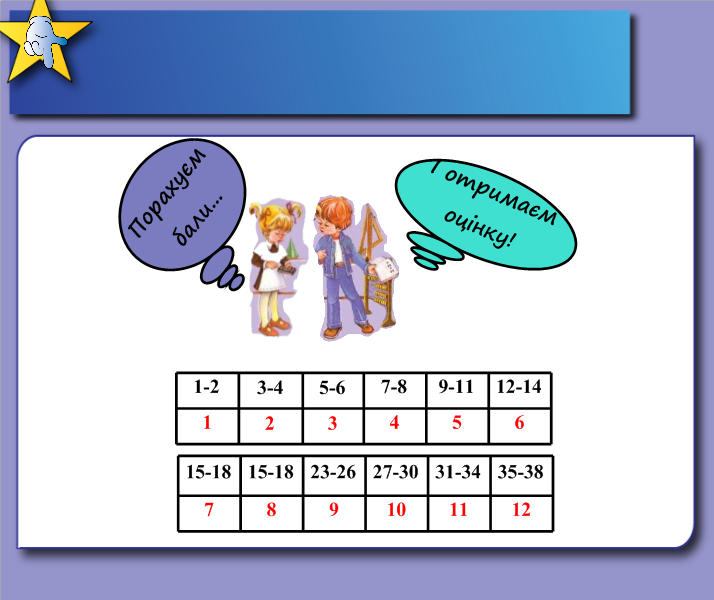 Порахуєм
бали...
І отримаєм
оцінку!
1-2 3-4 5-6 7-8 9-11 12-14
1 2 3 4 5 6
15-18 15-18 23-26 27-30 31-34 35-38
7 8 9 10 11 12